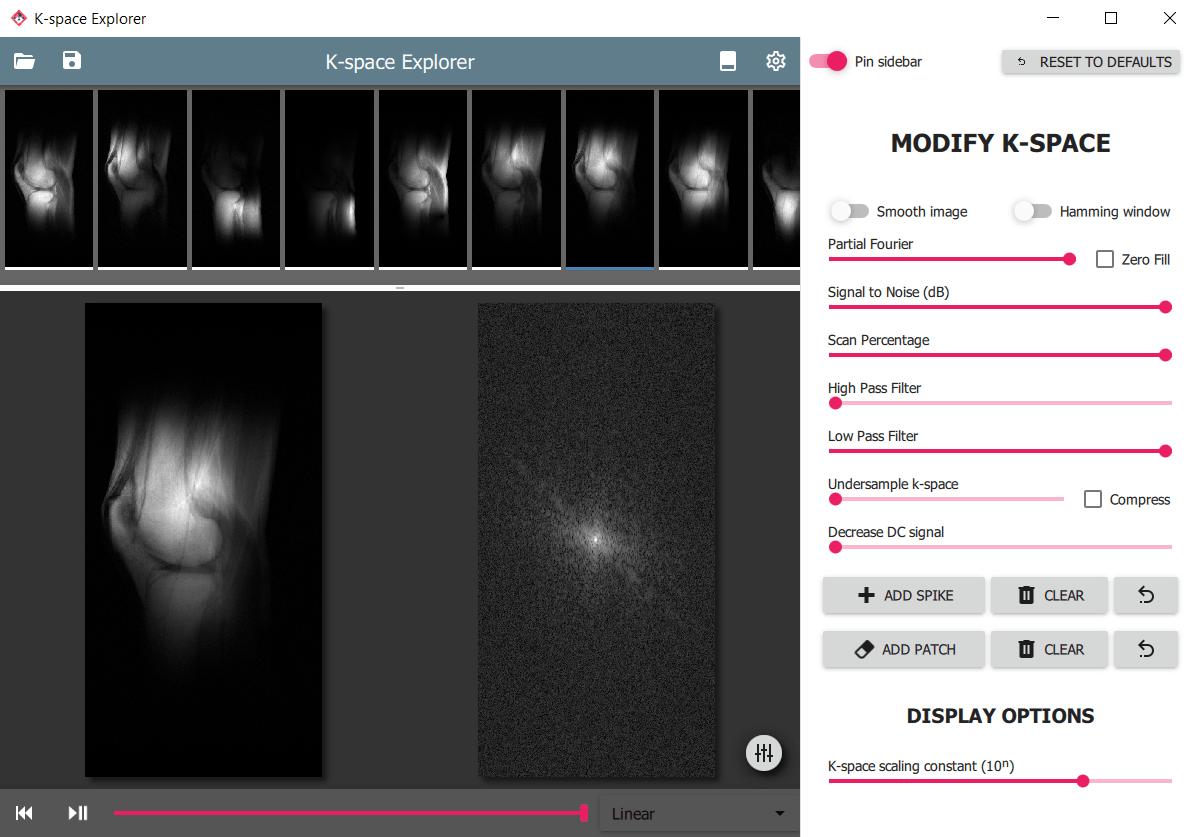 K-space Explorer
K-space Explorer
Pin sidebar
RESET TO DEFAULTS
MODIFY K-SPACE
Smooth image
Hamming window
Partial Fourier
Zero Fill
Signal to Noise (dB)
Scan Percentage
High Pass Filter
Low Pass Filter
Undersample k-space
Compress
Decrease DC signal
ADD SPIKE
CLEAR
ADD PATCH
CLEAR
DISPLAY OPTIONS
K-space scaling constant (10ⁿ)
Linear